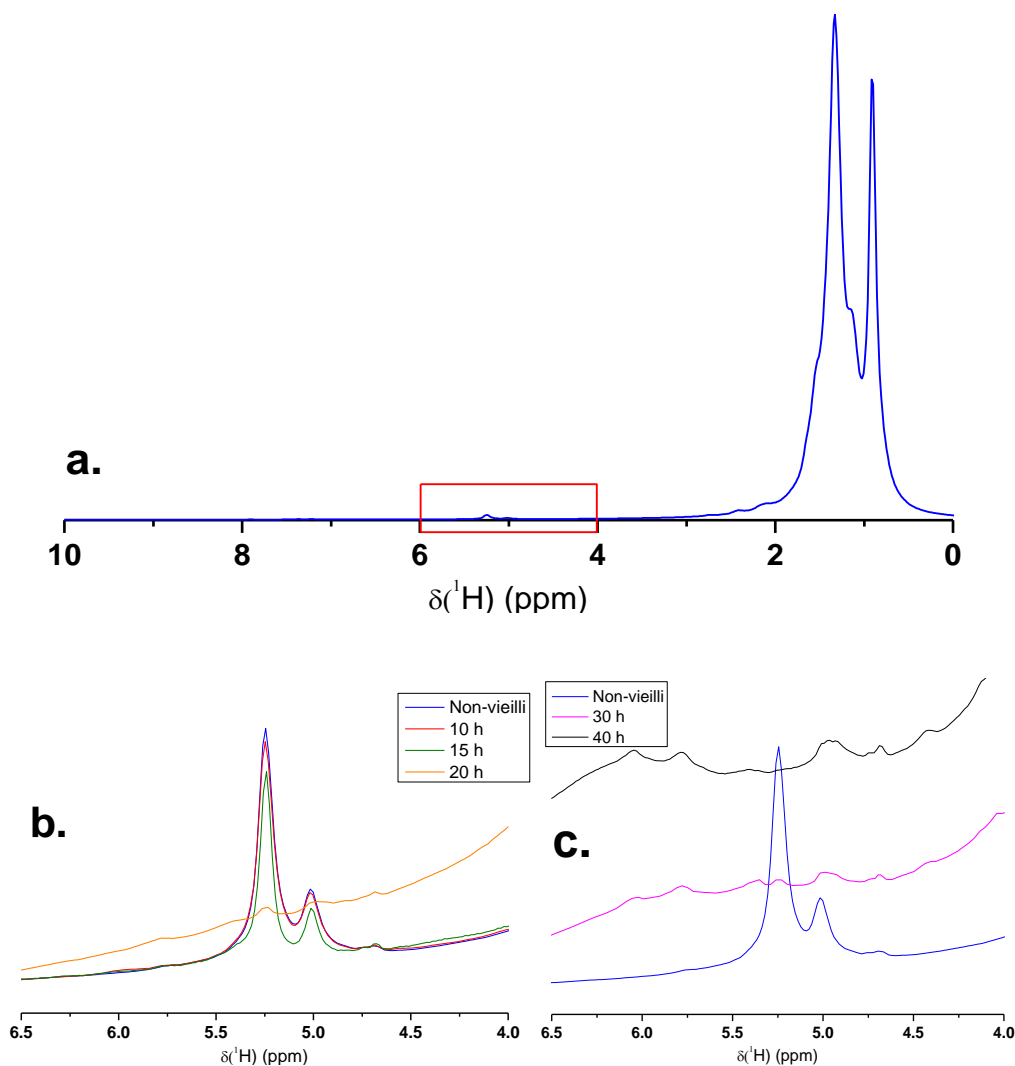 a.
10 8 6 4 2 0
δ(¹H) (ppm)
Non-vieilli
10 h
15 h
20 h
b.
6.5 6.0 5.5 5.0 4.5 4.0
δ(¹H) (ppm)
Non-vieilli
30 h
40 h
c.
6.5 6.0 5.5 5.0 4.5 4.0
δ(¹H) (ppm)